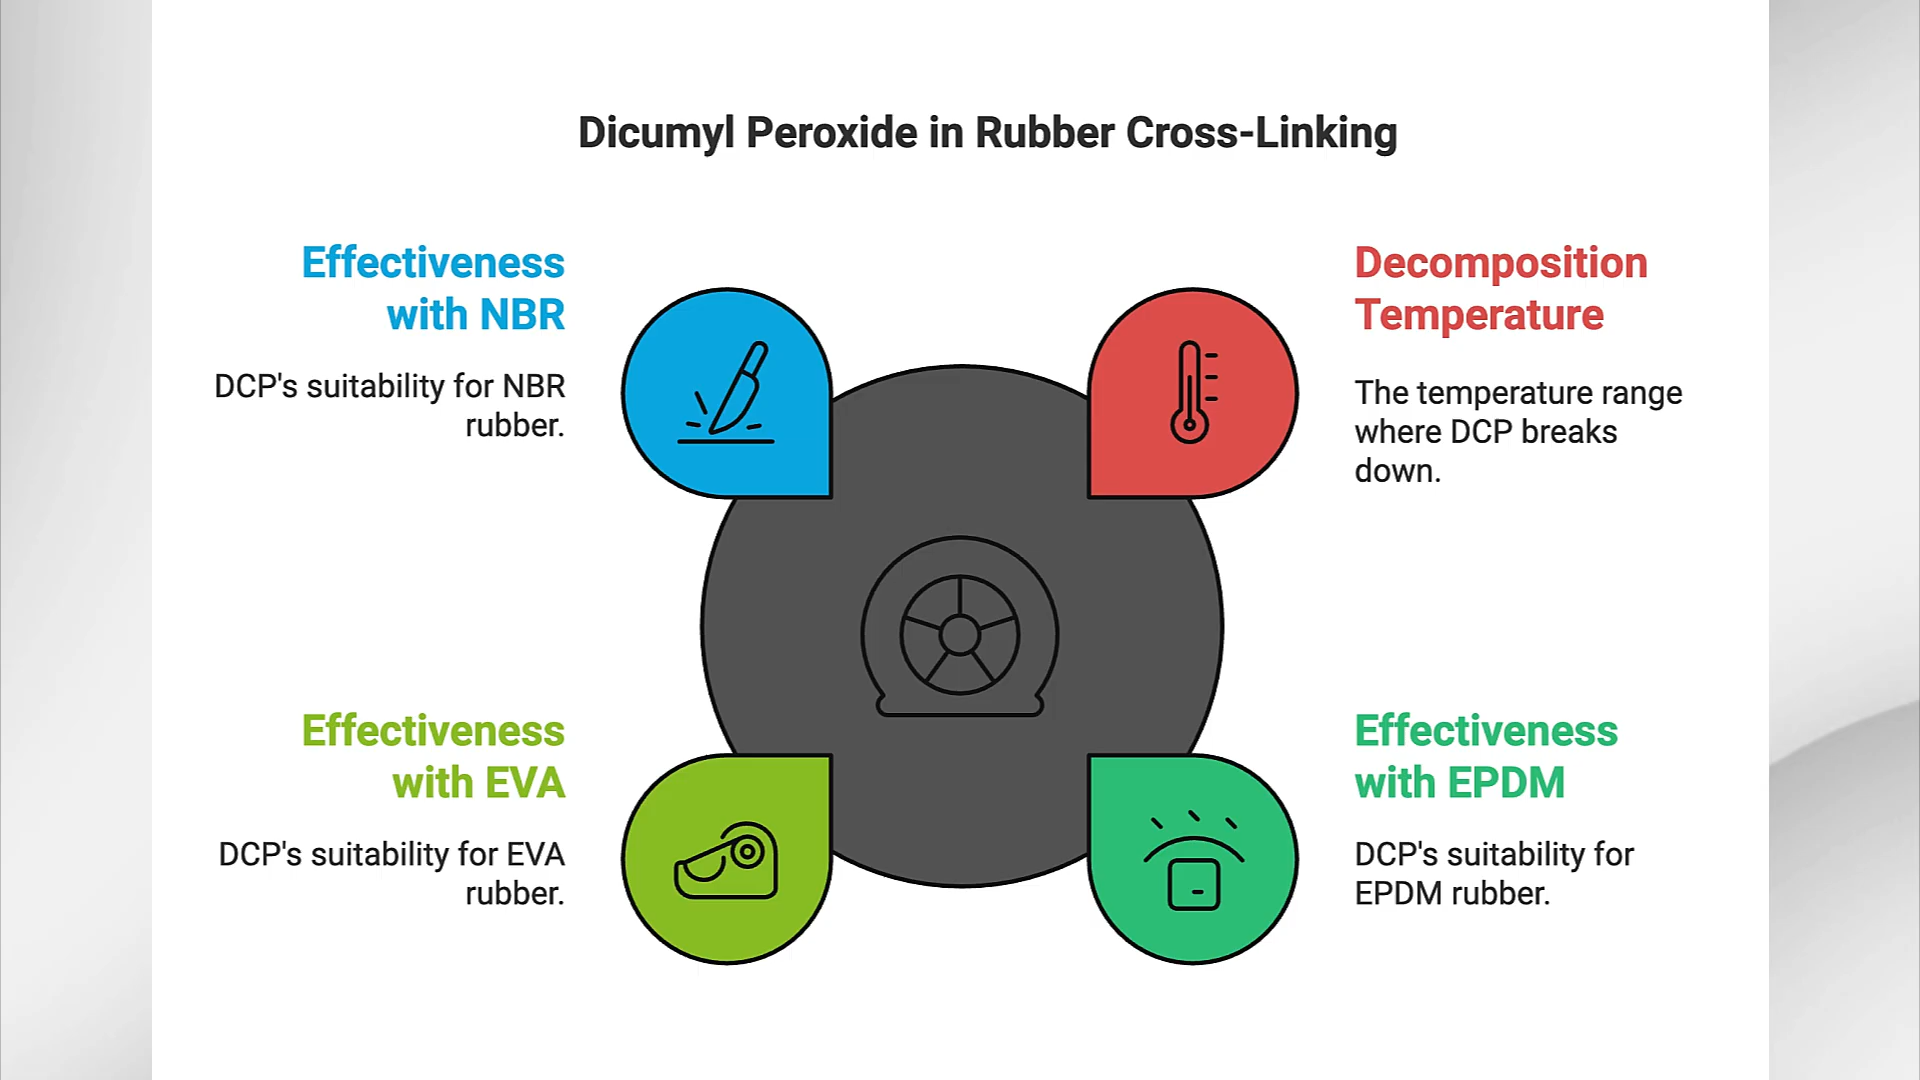 Dicumyl Peroxide in Rubber Cross-Linking
Effectiveness
with NBR
DCP's suitability for NBR
rubber.
Decomposition
Temperature
The temperature range
where DCP breaks
down.
Effectiveness
with EVA
DCP's suitability for EVA
rubber.
Effectiveness
with EPDM
DCP's suitability for
EPDM rubber.